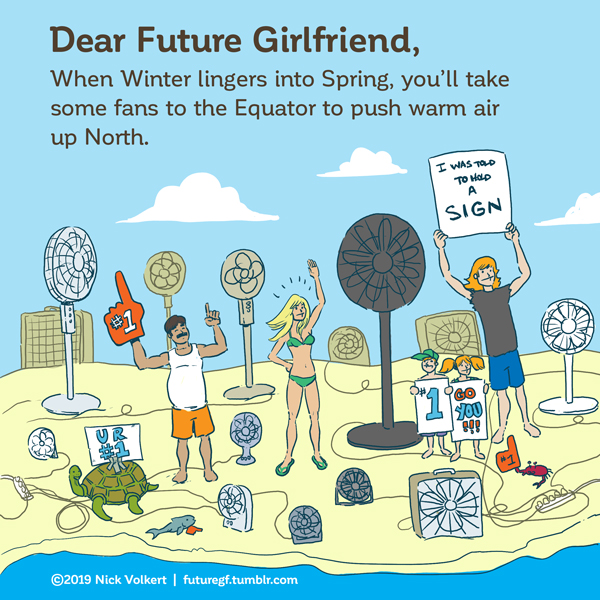 Dear Future Girlfriend,
When Winter lingers into Spring, you'll take
some fans to the Equator to push warm air
up North.
I WAS TOLD
TO HOLD
A
SIGN
#1
#1
GO
YOU
!!!
U R
#1
#1
©2019 Nick Volkert | futuregf.tumblr.com